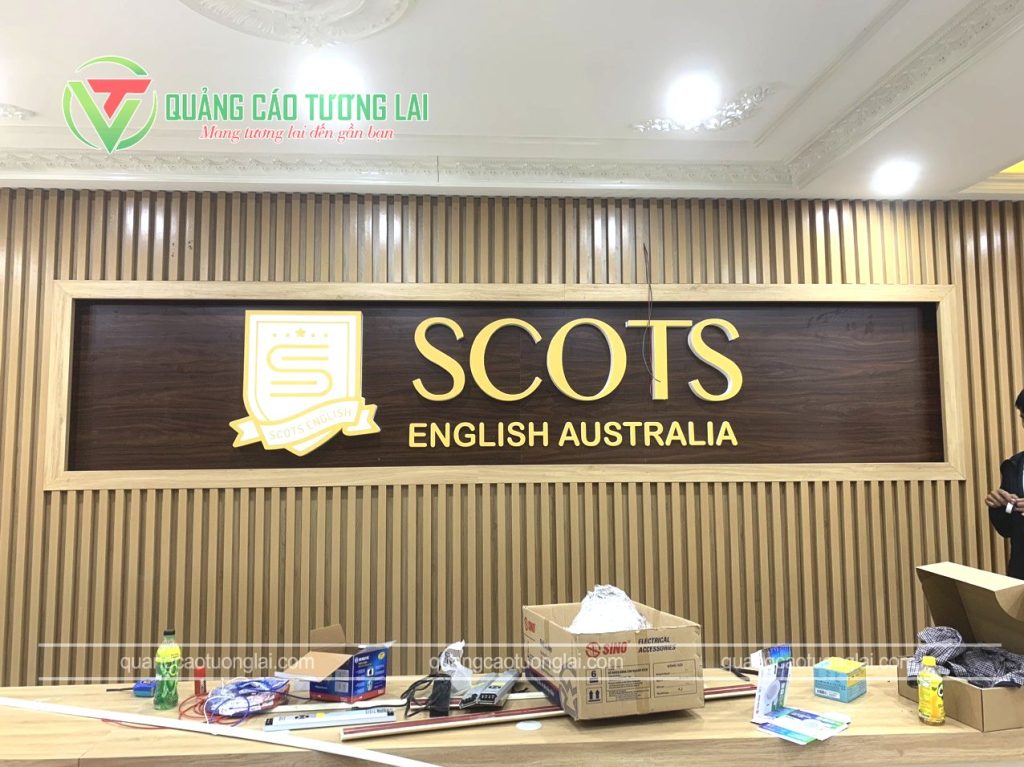 QUẢNG CÁO TƯƠNG LAI
Mang tương lai đến gần bạn
SCOTS
ENGLISH AUSTRALIA
SCOTS ENGLISH
SINO
ELECTRICAL
ACCESSORIES
quangcaotuonglai.com
quangcaotuonglai.com
quangcaotuonglai.com